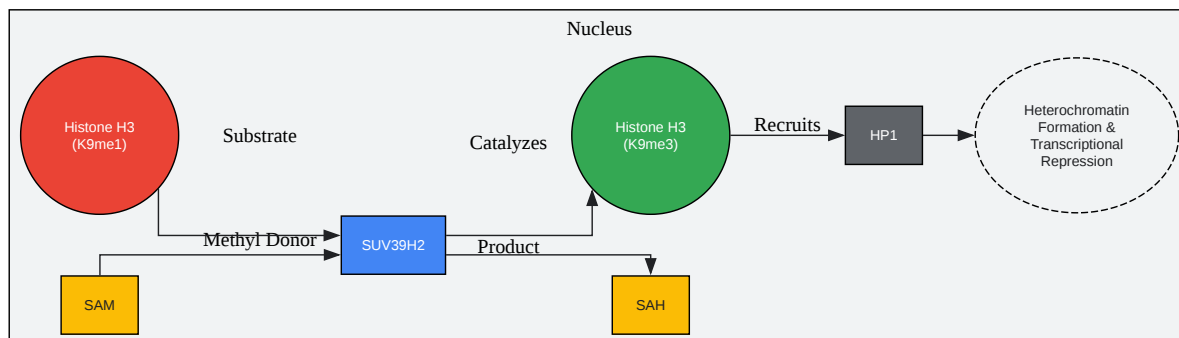 Nucleus
Histone H3
(K9me1)
Substrate
Catalyzes
Histone H3
(K9me3)
Recruits
HP1
Heterochromatin
Formation &
Transcriptional
Repression
Methyl Donor
SUV39H2
Product
SAM
SAH